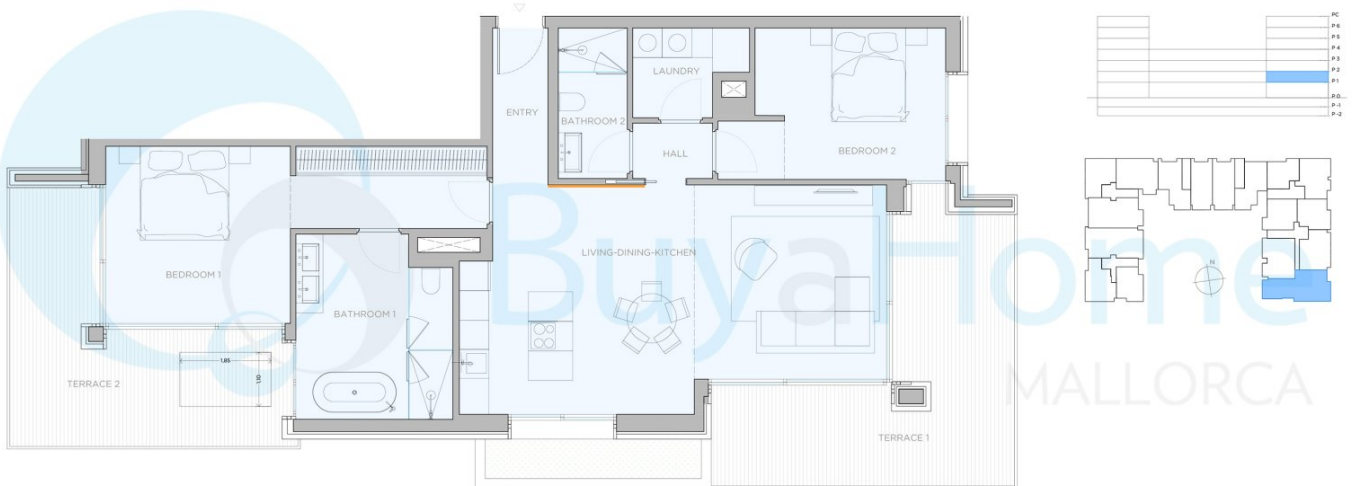 ENTRY
BATHROOM 2
LAUNDRY
HALL
BEDROOM 2
BEDROOM 1
BATHROOM 1
LIVING-DINING-KITCHEN
TERRACE 2
1,85
1,10
TERRACE 1
BuyaHome
MALLORCA
PC
P 6
P 5
P 4
P 3
P 2
P 1
P 0
P -1
P -2
N